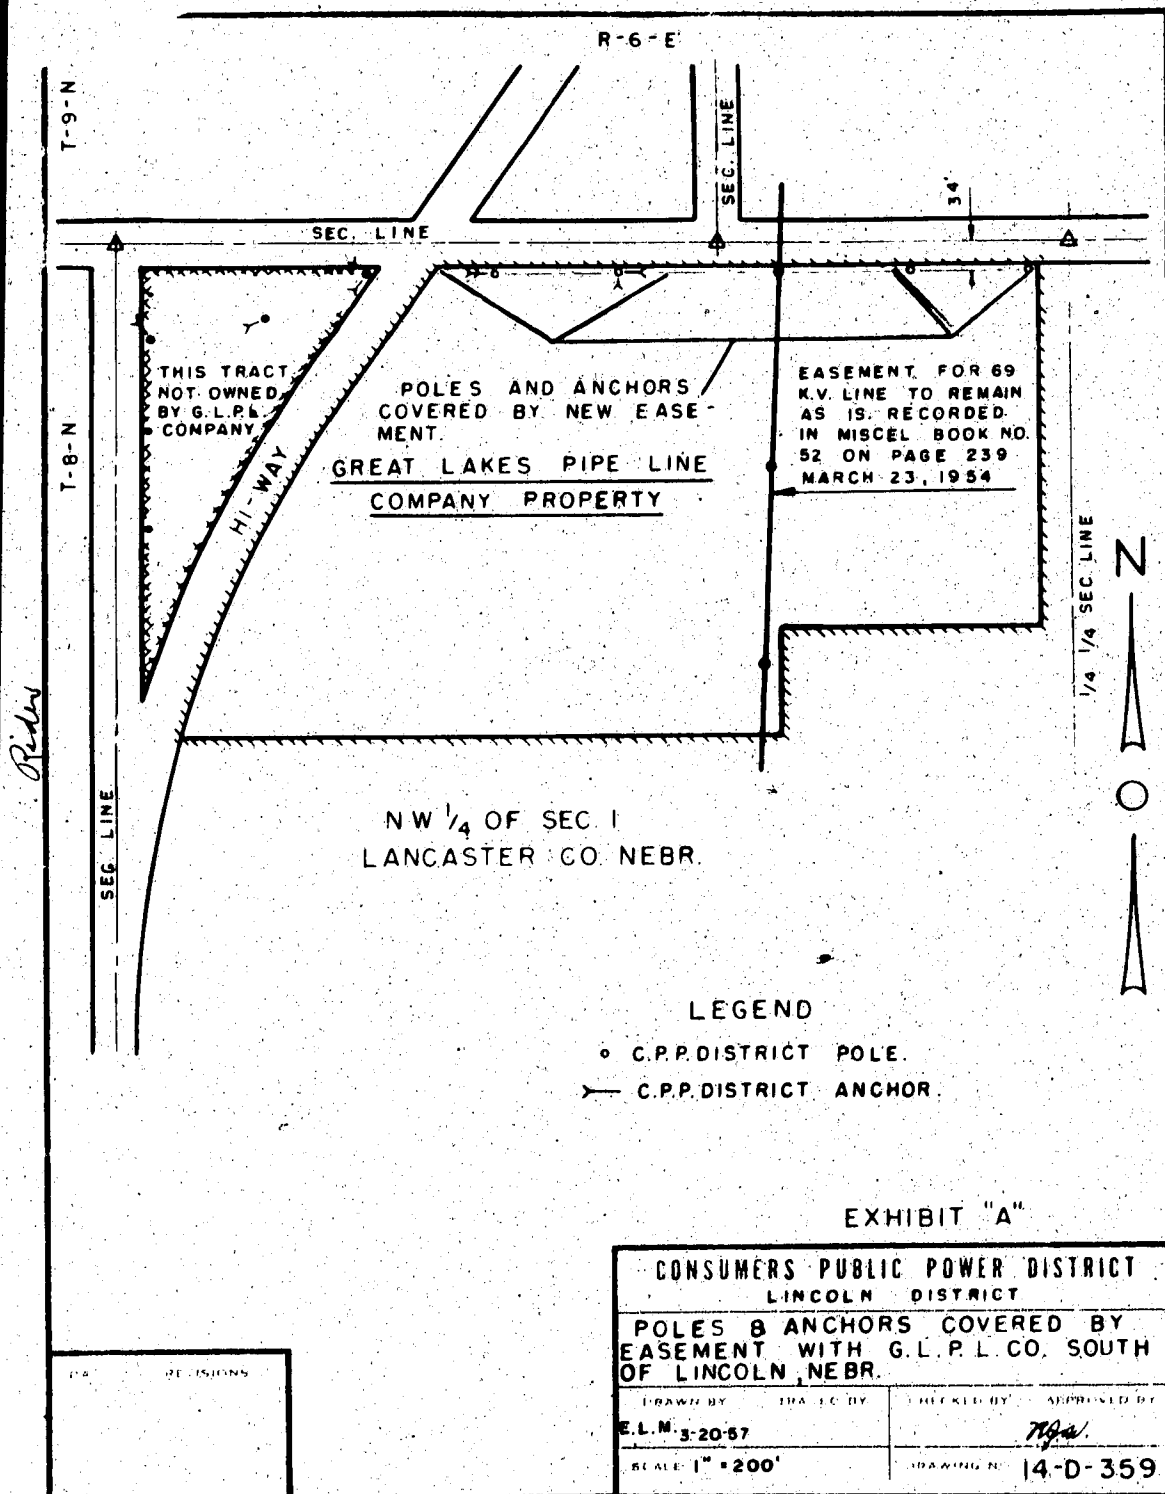 R-6-E
T-9-N
SEC. LINE
34'
SEC. LINE
THIS TRACT
NOT OWNED
BY G.L.P.L.
COMPANY
POLES AND ANCHORS
COVERED BY NEW EASE-
MENT.
EASEMENT FOR 69
K.V. LINE TO REMAIN
AS IS RECORDED
IN MISCEL BOOK NO.
52 ON PAGE 239
MARCH 23, 1954
T-8-N
HI-WAY
GREAT LAKES PIPE LINE
COMPANY PROPERTY
1/4 1/4 SEC. LINE
N
Rider
SEC. LINE
NW 1/4 OF SEC. 1
LANCASTER CO. NEBR.
LEGEND
C.P.P. DISTRICT POLE.
C.P.P. DISTRICT ANCHOR.
EXHIBIT "A"
CONSUMERS PUBLIC POWER DISTRICT
LINCOLN DISTRICT
POLES & ANCHORS COVERED BY
EASEMENT WITH G.L.P.L.CO. SOUTH
OF LINCOLN, NEBR.
REVISIONS
DRAWN BY TRACED BY CHECKED BY APPROVED BY
E.L.M. 3-20-57
SCALE 1" = 200' DRAWING N 14-D-359